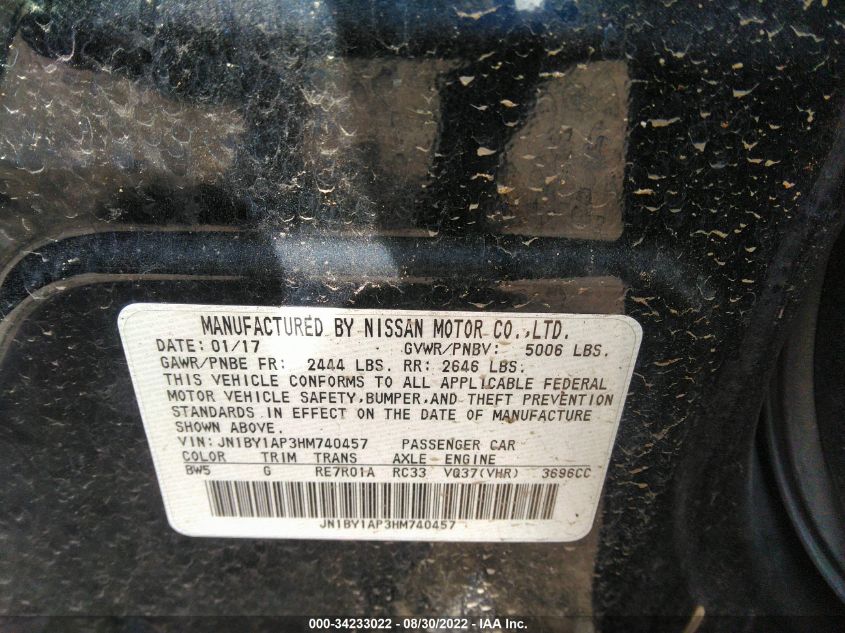 MANUFACTURED BY NISSAN MOTOR CO.,LTD.
DATE: 01/17 GVWR/PNBV: 5006 LBS.
GAWR/PNBE FR: 2444 LBS. RR: 2646 LBS.
THIS VEHICLE CONFORMS TO ALL APPLICABLE FEDERAL
MOTOR VEHICLE SAFETY,BUMPER,AND THEFT PREVENTION
STANDARDS IN EFFECT ON THE DATE OF MANUFACTURE
SHOWN ABOVE.
VIN:JN1BY1AP3HM740457 PASSENGER CAR
COLOR TRIM TRANS AXLE ENGINE
BW5 G RE7R01A RC33 VQ37(VHR) 3696CC
JN1BY1AP3HM740457
000-34233022 - 08/30/2022 - IAA Inc.